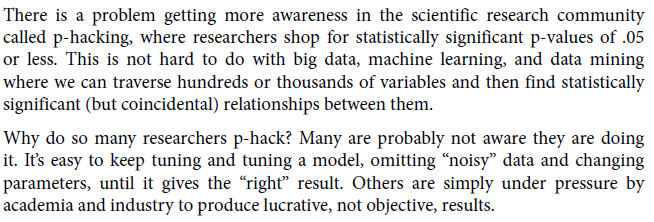 There is a problem getting more awareness in the scientific research community
called p-hacking, where researchers shop for statistically significant p-values of .05
or less. This is not hard to do with big data, machine learning, and data mining
where we can traverse hundreds or thousands of variables and then find statistically
significant (but coincidental) relationships between them.
Why do so many researchers p-hack? Many are probably not aware they are doing
it. It’s easy to keep tuning and tuning a model, omitting “noisy” data and changing
parameters, until it gives the “right” result. Others are simply under pressure by
academia and industry to produce lucrative, not objective, results.